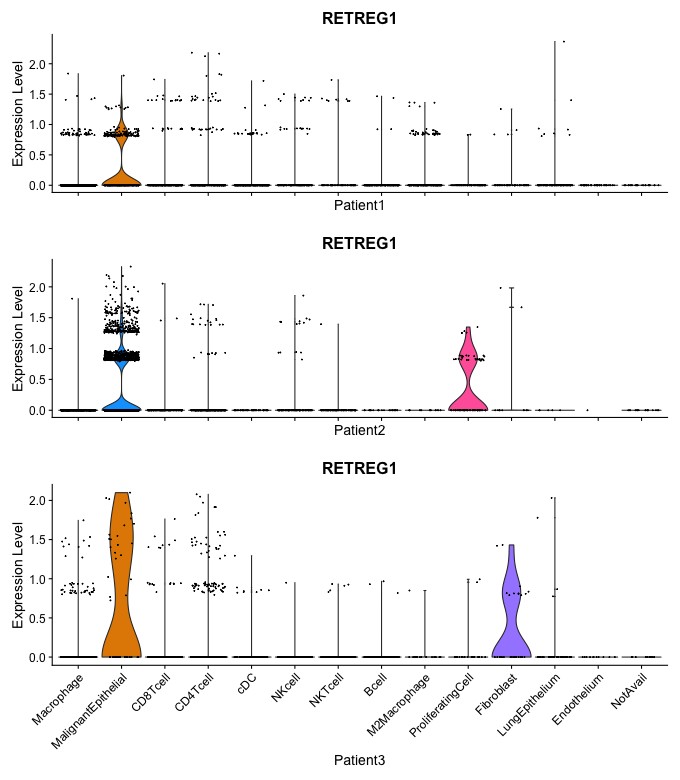 RETREG1
Expression Level
2.0
1.5
1.0
0.5
0.0
Patient1
RETREG1
Expression Level
2.0
1.5
1.0
0.5
0.0
Patient2
RETREG1
Expression Level
2.0
1.5
1.0
0.5
0.0
Macrophage
MalignantEpithelial
CD8Tcell
CD4Tcell
cDC
NKcell
NKTcell
Bcell
M2Macrophage
ProliferatingCell
Fibroblast
LungEpithelium
Endothelium
NotAvail
Patient3